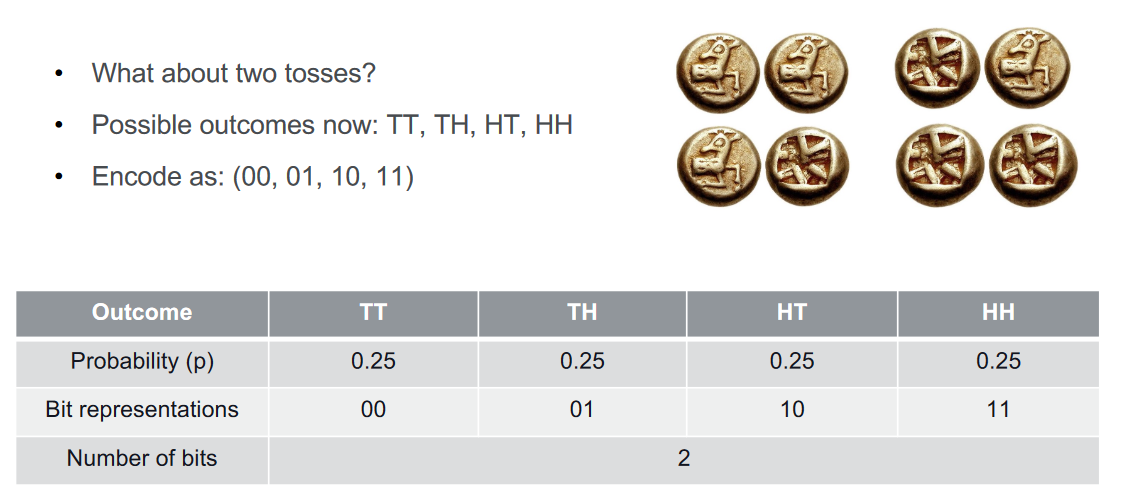 • What about two tosses?
• Possible outcomes now: TT, TH, HT, HH
• Encode as: (00, 01, 10, 11)
Outcome TT TH HT HH
Probability (p) 0.25 0.25 0.25 0.25
Bit representations 00 01 10 11
Number of bits 2